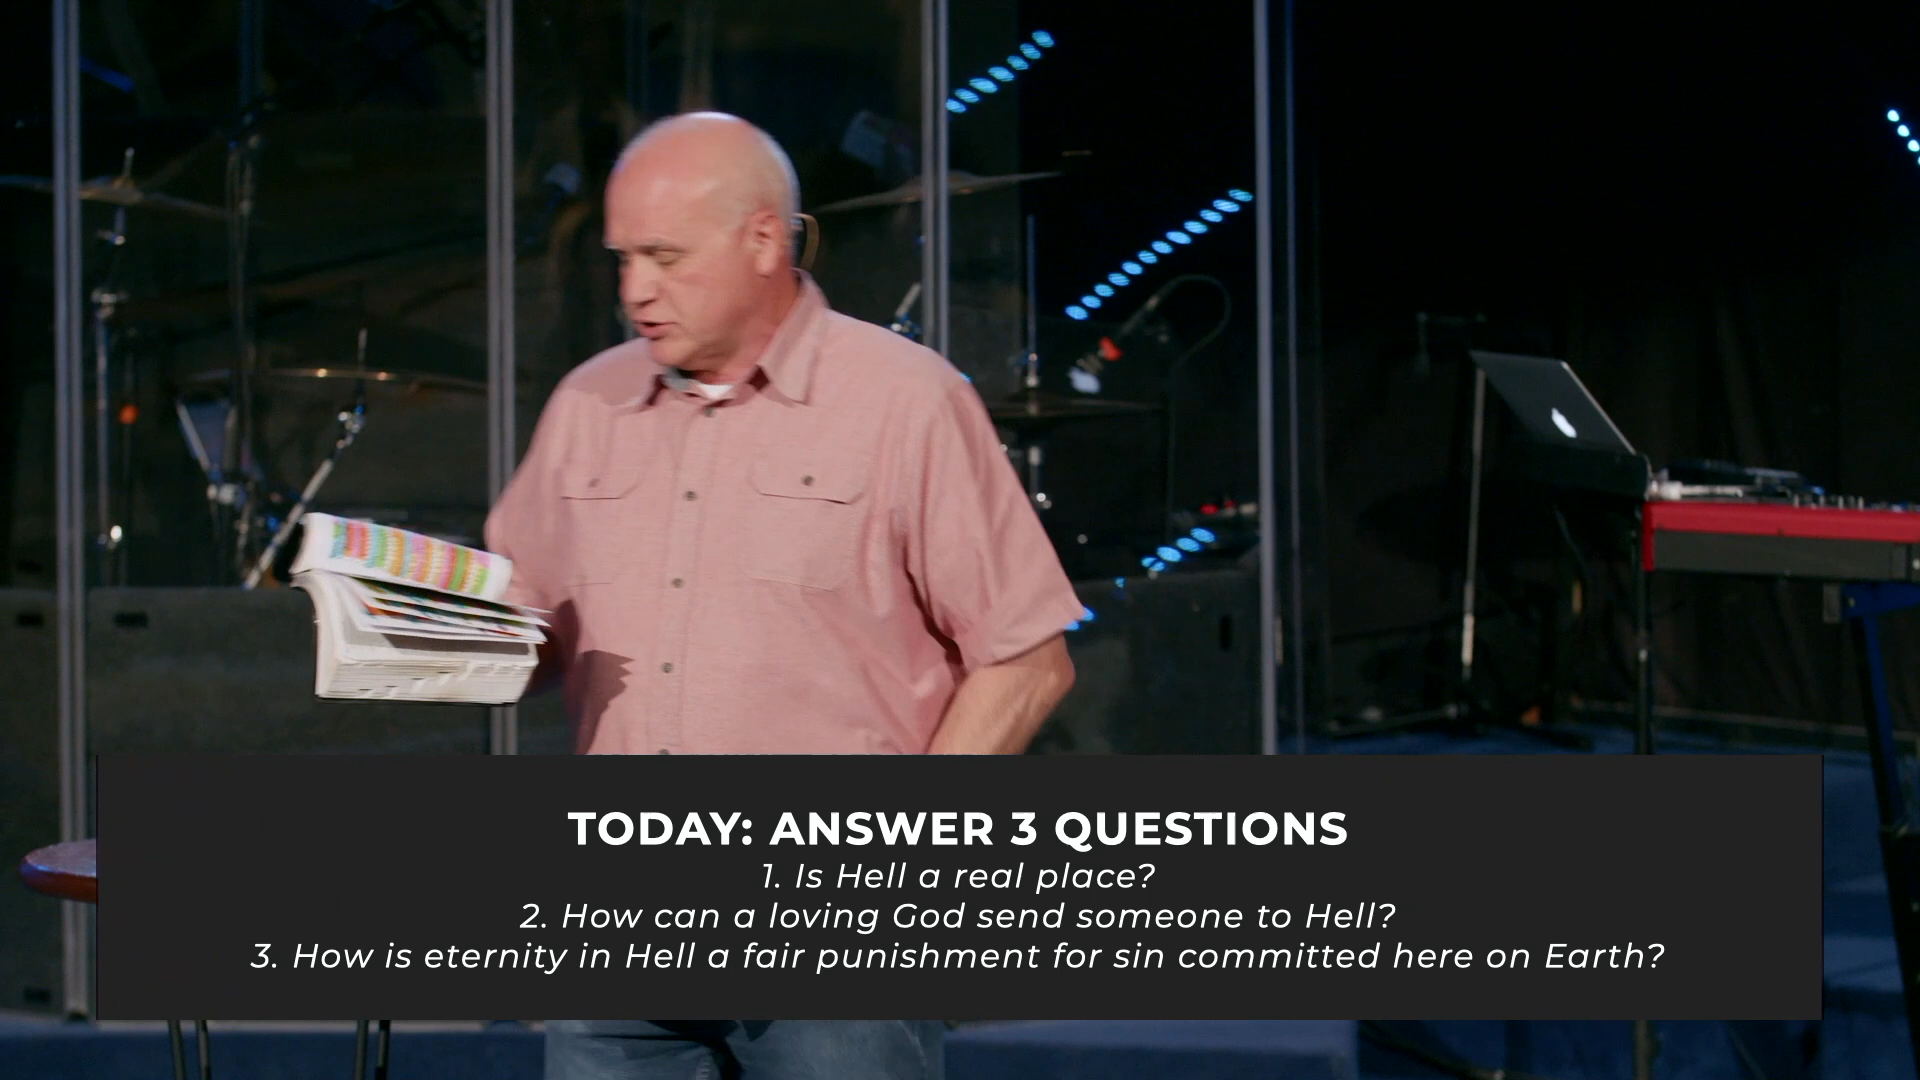 TODAY: ANSWER 3 QUESTIONS
1. Is Hell a real place?
2. How can a loving God send someone to Hell?
3. How is eternity in Hell a fair punishment for sin committed here on Earth?